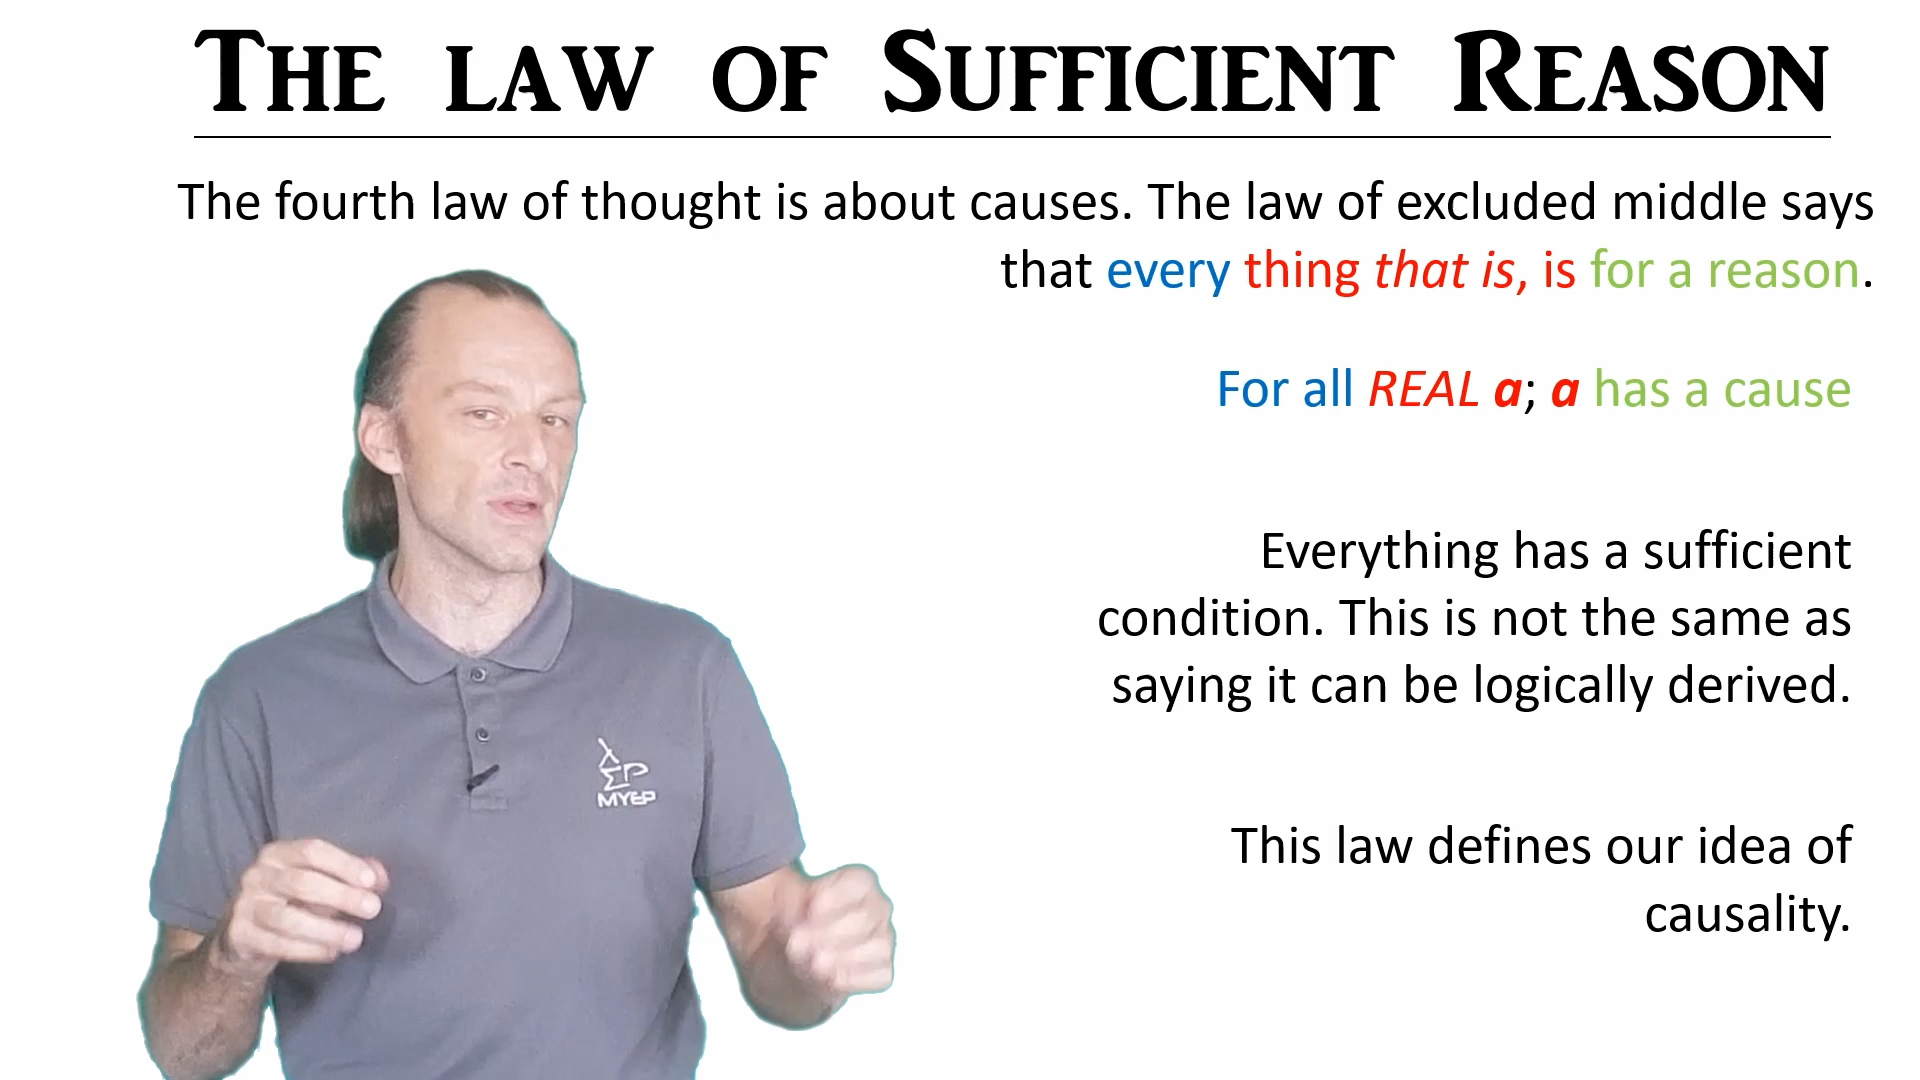 The law of Sufficient Reason
The fourth law of thought is about causes. The law of excluded middle says
that every thing that is, is for a reason.
For all REAL a; a has a cause
Everything has a sufficient
condition. This is not the same as
saying it can be logically derived.
This law defines our idea of
causality.
MYEP